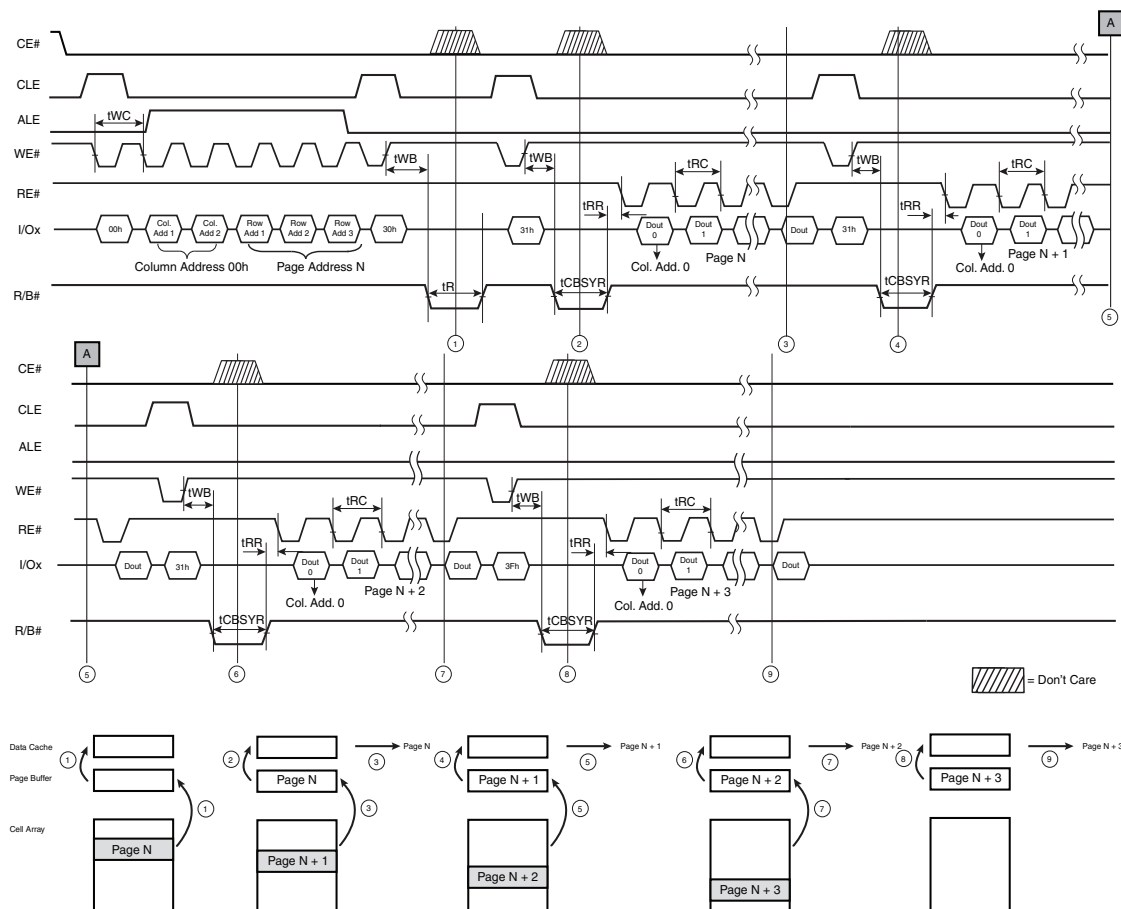 A
CE#
CLE
ALE
tWC
WE#
tWB
tWB
tWB
RE#
tRC
tRC
tRR
tRR
I/Ox
00h
Col. Add 1
Col. Add 2
Row Add 1
Row Add 2
Row Add 3
30h
31h
Dout 0
Dout 1
Dout
31h
Dout 0
Dout 1
Column Address 00h
Page Address N
Col. Add. 0
Page N
Col. Add. 0
Page N + 1
R/B#
tR
tCBSYR
tCBSYR
1
2
3
4
5
A
CE#
CLE
ALE
WE#
tWB
tWB
RE#
tRC
tRC
tRR
tRR
I/Ox
Dout
31h
Dout 0
Dout 1
Dout
3Fh
Dout 0
Dout 1
Dout
Col. Add. 0
Page N + 2
Col. Add. 0
Page N + 3
R/B#
tCBSYR
tCBSYR
5
6
7
8
9
= Don't Care
Data Cache
1
2
3
Page N
4
5
Page N + 1
6
7
Page N + 2
8
9
Page N + 3
Page Buffer
Page N
Page N + 1
Page N + 2
Page N + 3
1
3
5
7
Cell Array
Page N
Page N + 1
Page N + 2
Page N + 3